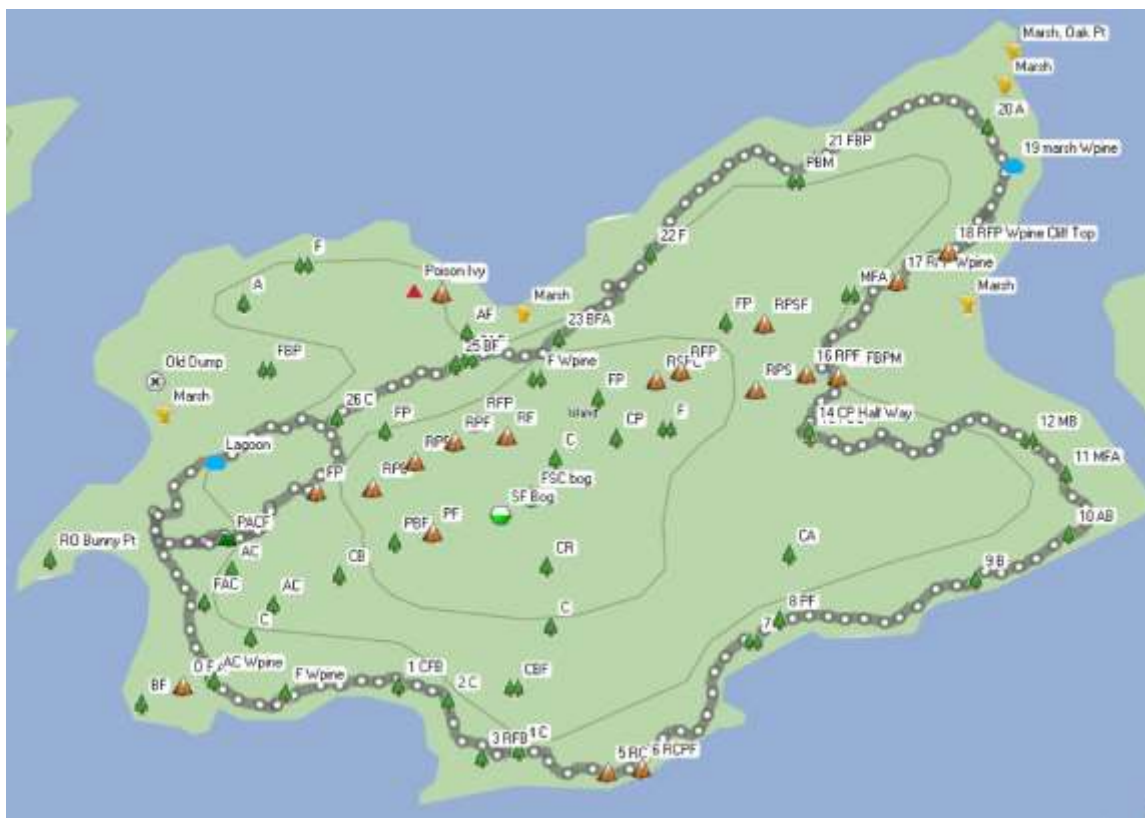 Marsh, Oak Pt
Marsh
20 A
21 FBP
19 marsh Wpine
PBM
22 F
18 RFP Wpine Cliff Top
F
Poison Ivy
17 RFP Wpine
A
MFA
Marsh
Marsh
FP
RPSF
AF
23 BFA
25 BF
FBP
F Wpine
RFP
16 RPF
FBPM
Old Dump
RPS
FP
Marsh
26 C
FP
RFP
Island
CP
F
14 CP Half Way
RPF
RF
12 MB
Lagoon
C
11 MFA
FP
FSC bog
SF Bog
PACF
PBF
PF
10 AB
RO Bunny Pt
AC
CB
CR
CA
9 B
FAC
AC
8 PF
C
C
7
AC Wpine
BF
F Wpine
1 CFB
CBF
2 C
3 RFB
5 RC
6 RCPF